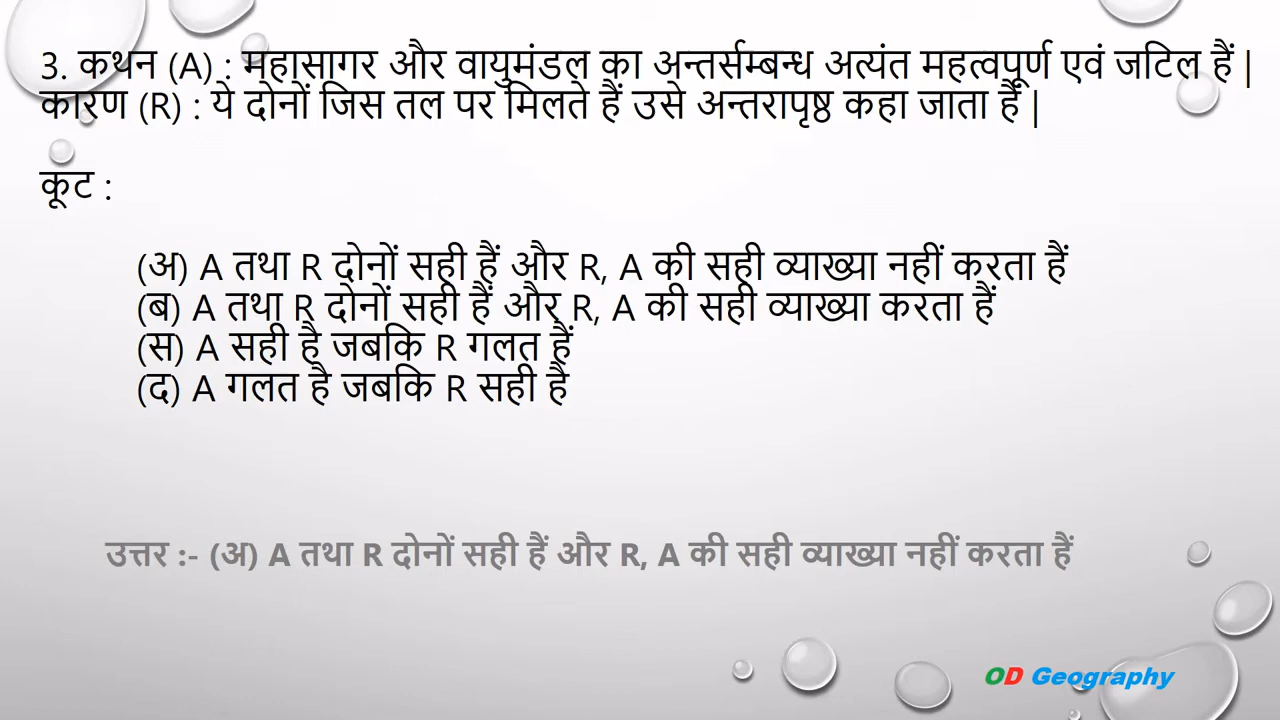 3. कथन (A) : महासागर और वायुमंडल का अन्तर्सम्बन्ध अत्यंत महत्वपूर्ण एवं जटिल हैं |
कारण (R) : ये दोनों जिस तल पर मिलते हैं उसे अन्तरापृष्ठ कहा जाता हैं |
कूट :
(अ) A तथा R दोनों सही हैं और R, A की सही व्याख्या नहीं करता हैं
(ब) A तथा R दोनों सही हैं और R, A की सही व्याख्या करता हैं
(स) A सही है जबकि R गलत हैं
(द) A गलत है जबकि R सही है
उत्तर :- (अ) A तथा R दोनों सही हैं और R, A की सही व्याख्या नहीं करता हैं
OD Geography